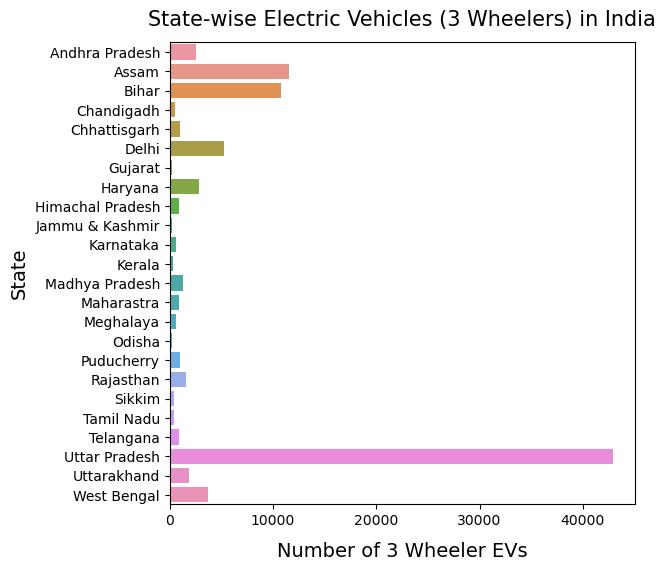 State-wise Electric Vehicles (3 Wheelers) in India
State
Andhra Pradesh
Assam
Bihar
Chandigadh
Chhattisgarh
Delhi
Gujarat
Haryana
Himachal Pradesh
Jammu & Kashmir
Karnataka
Kerala
Madhya Pradesh
Maharastra
Meghalaya
Odisha
Puducherry
Rajasthan
Sikkim
Tamil Nadu
Telangana
Uttar Pradesh
Uttarakhand
West Bengal
0 10000 20000 30000 40000
Number of 3 Wheeler EVs